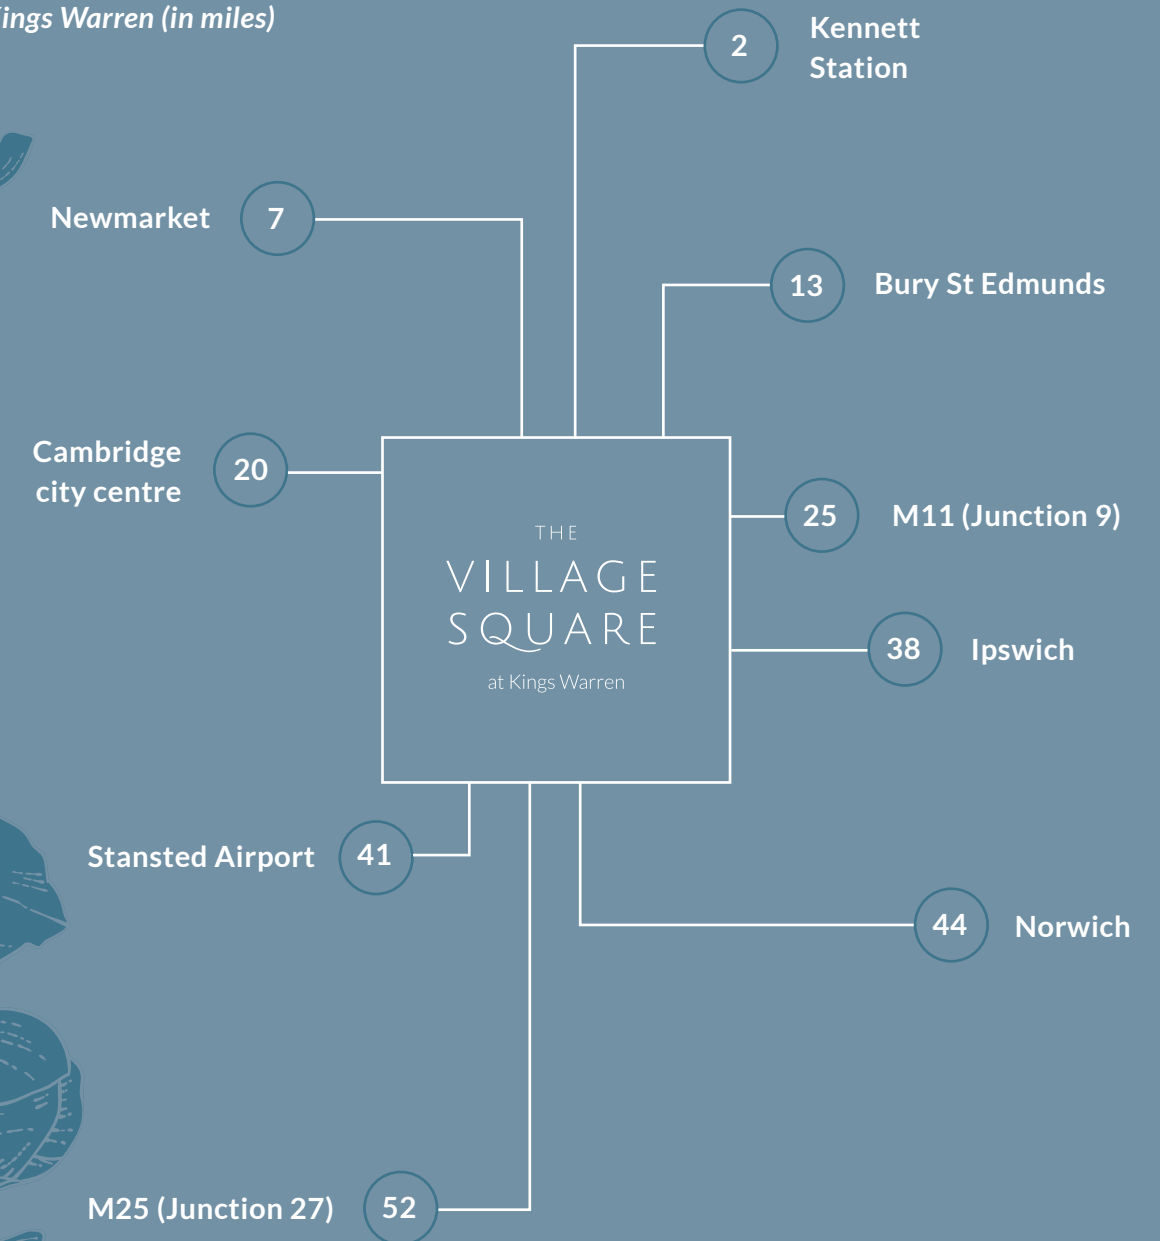 Kings Warren (in miles)
2
Kennett
Station
Newmarket
7
13
Bury St Edmunds
Cambridge
city centre
20
25
M11 (Junction 9)
THE
VILLAGE
SQUARE
at Kings Warren
38
Ipswich
Stansted Airport
41
44
Norwich
M25 (Junction 27)
52